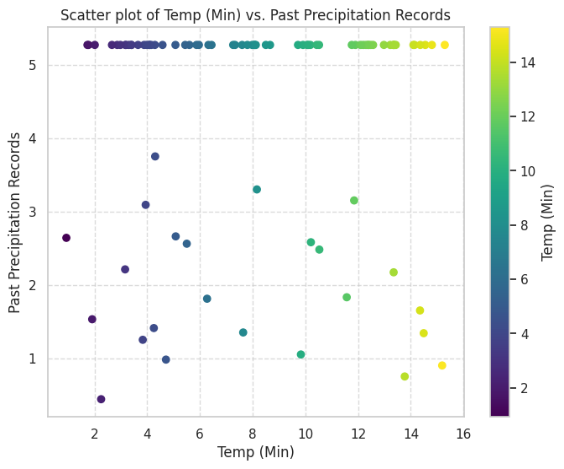 Scatter plot of Temp (Min) vs. Past Precipitation Records
Past Precipitation Records
5
4
3
2
1
2 4 6 8 10 12 14 16
Temp (Min)
14
12
10
8
6
4
2
Temp (Min)